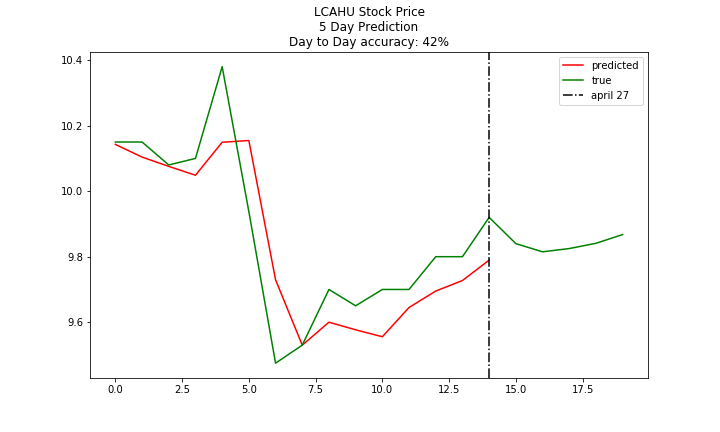 LCAHU Stock Price
5 Day Prediction
Day to Day accuracy: 42%
10.4
10.2
10.0
9.8
9.6
predicted
true
april 27
0.0 2.5 5.0 7.5 10.0 12.5 15.0 17.5